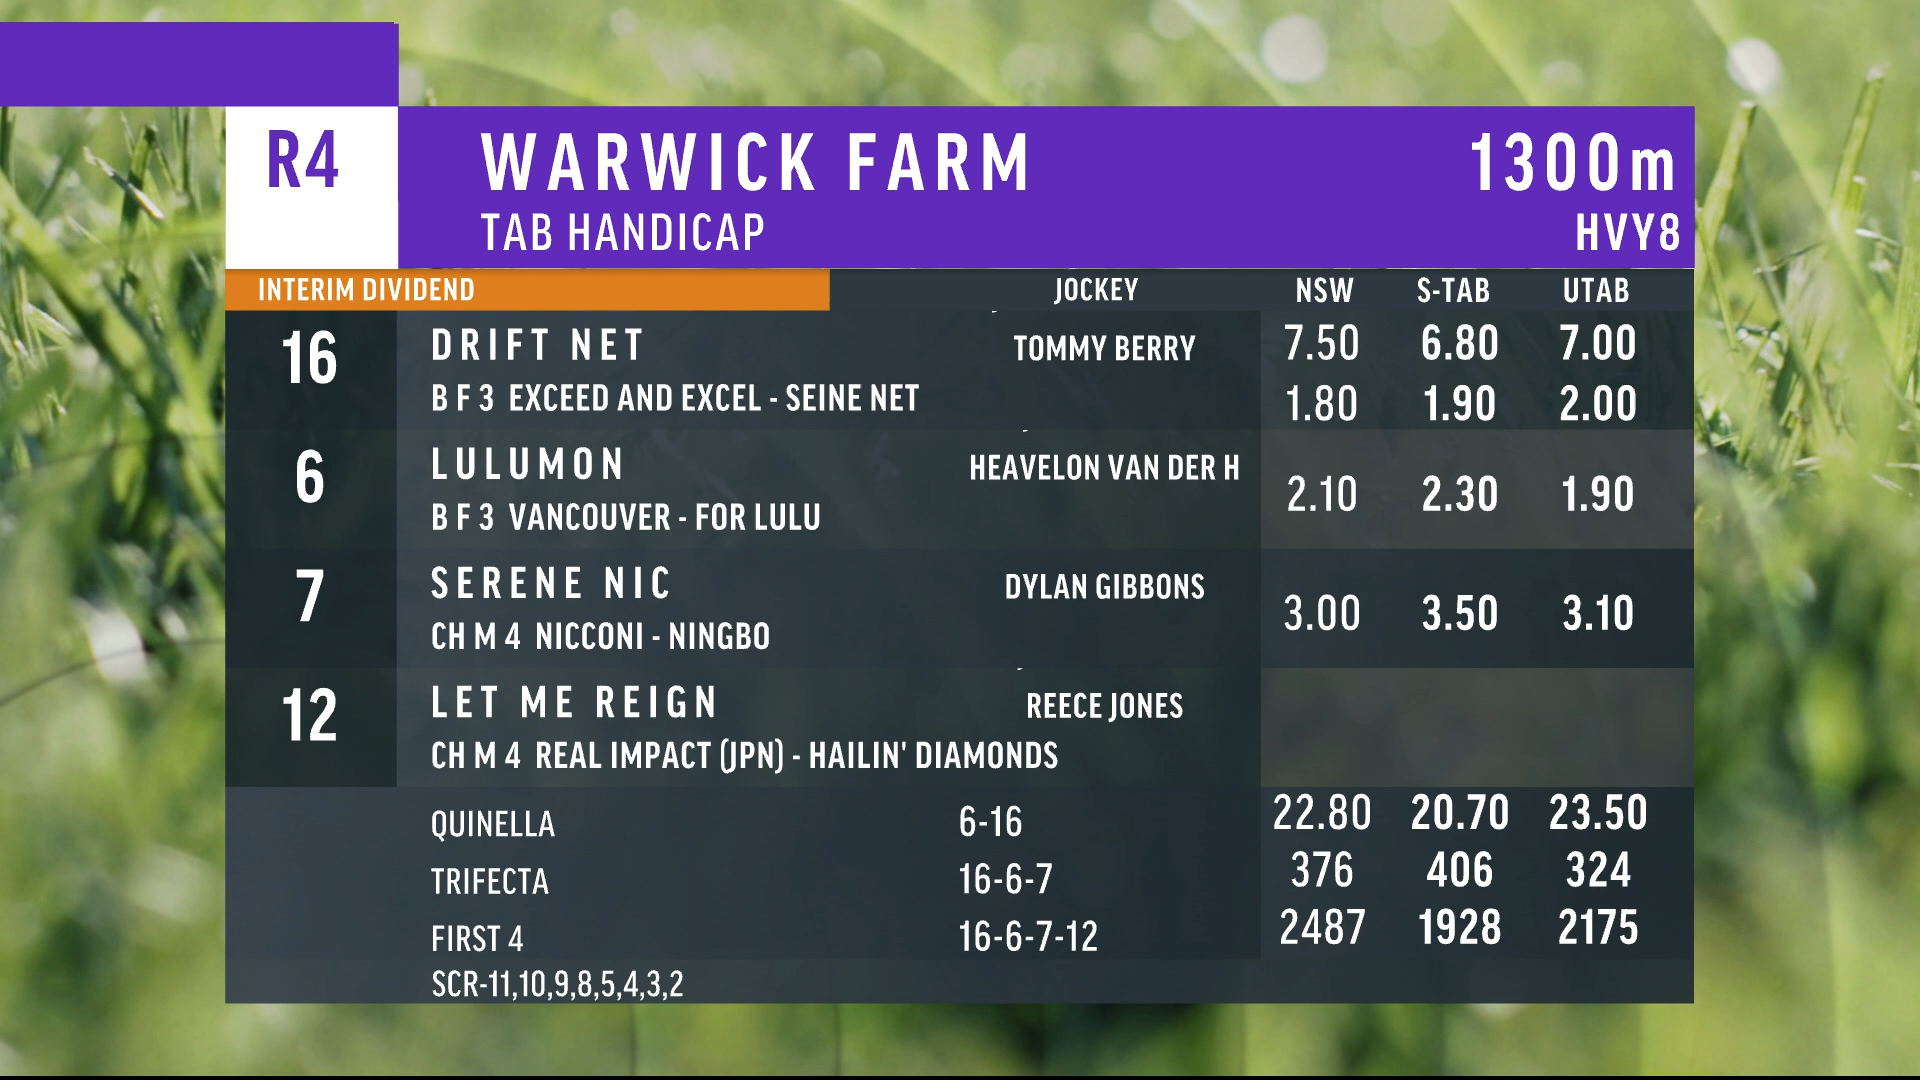 R4
WARWICK FARM 1300m
TAB HANDICAP HVY8
INTERIM DIVIDEND JOCKEY NSW S-TAB UTAB
16 DRIFT NET TOMMY BERRY 7.50 6.80 7.00
B F 3 EXCEED AND EXCEL - SEINE NET 1.80 1.90 2.00
6 LULUMON HEAVELON VAN DER H 2.10 2.30 1.90
B F 3 VANCOUVER - FOR LULU
7 SERENE NIC DYLAN GIBBONS 3.00 3.50 3.10
CH M 4 NICCONI - NINGBO
12 LET ME REIGN REECE JONES
CH M 4 REAL IMPACT (JPN) - HAILIN' DIAMONDS
QUINELLA 6-16 22.80 20.70 23.50
TRIFECTA 16-6-7 376 406 324
FIRST 4 16-6-7-12 2487 1928 2175
SCR-11,10,9,8,5,4,3,2